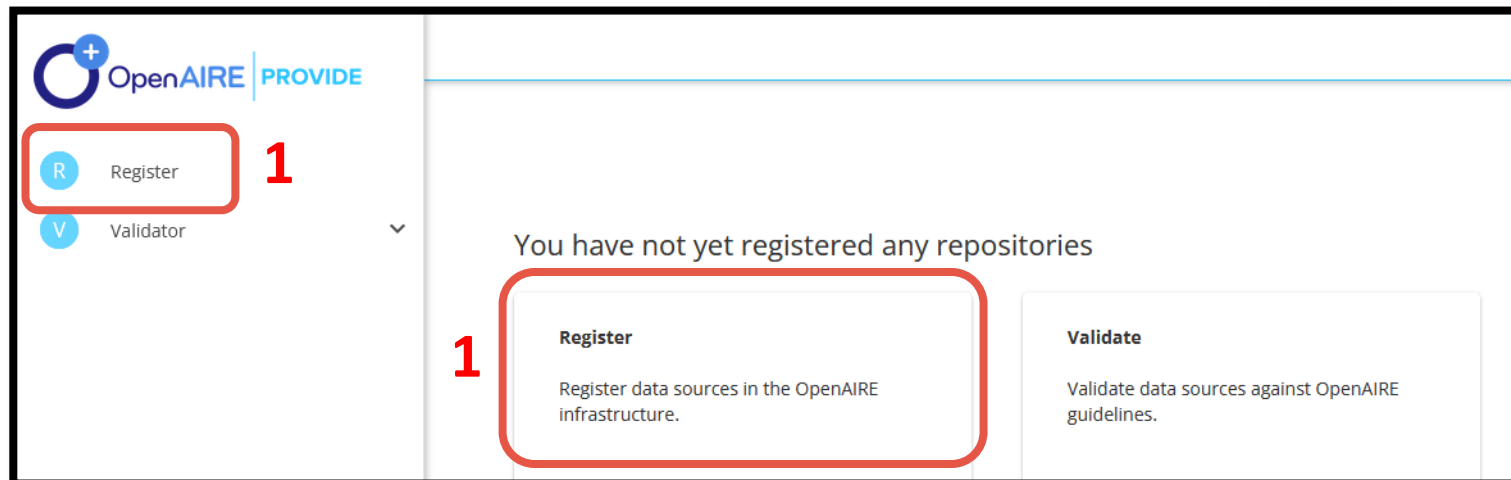 OpenAIRE PROVIDE
R Register 1
V Validator
You have not yet registered any repositories
1
Register
Register data sources in the OpenAIRE
infrastructure.
Validate
Validate data sources against OpenAIRE
guidelines.